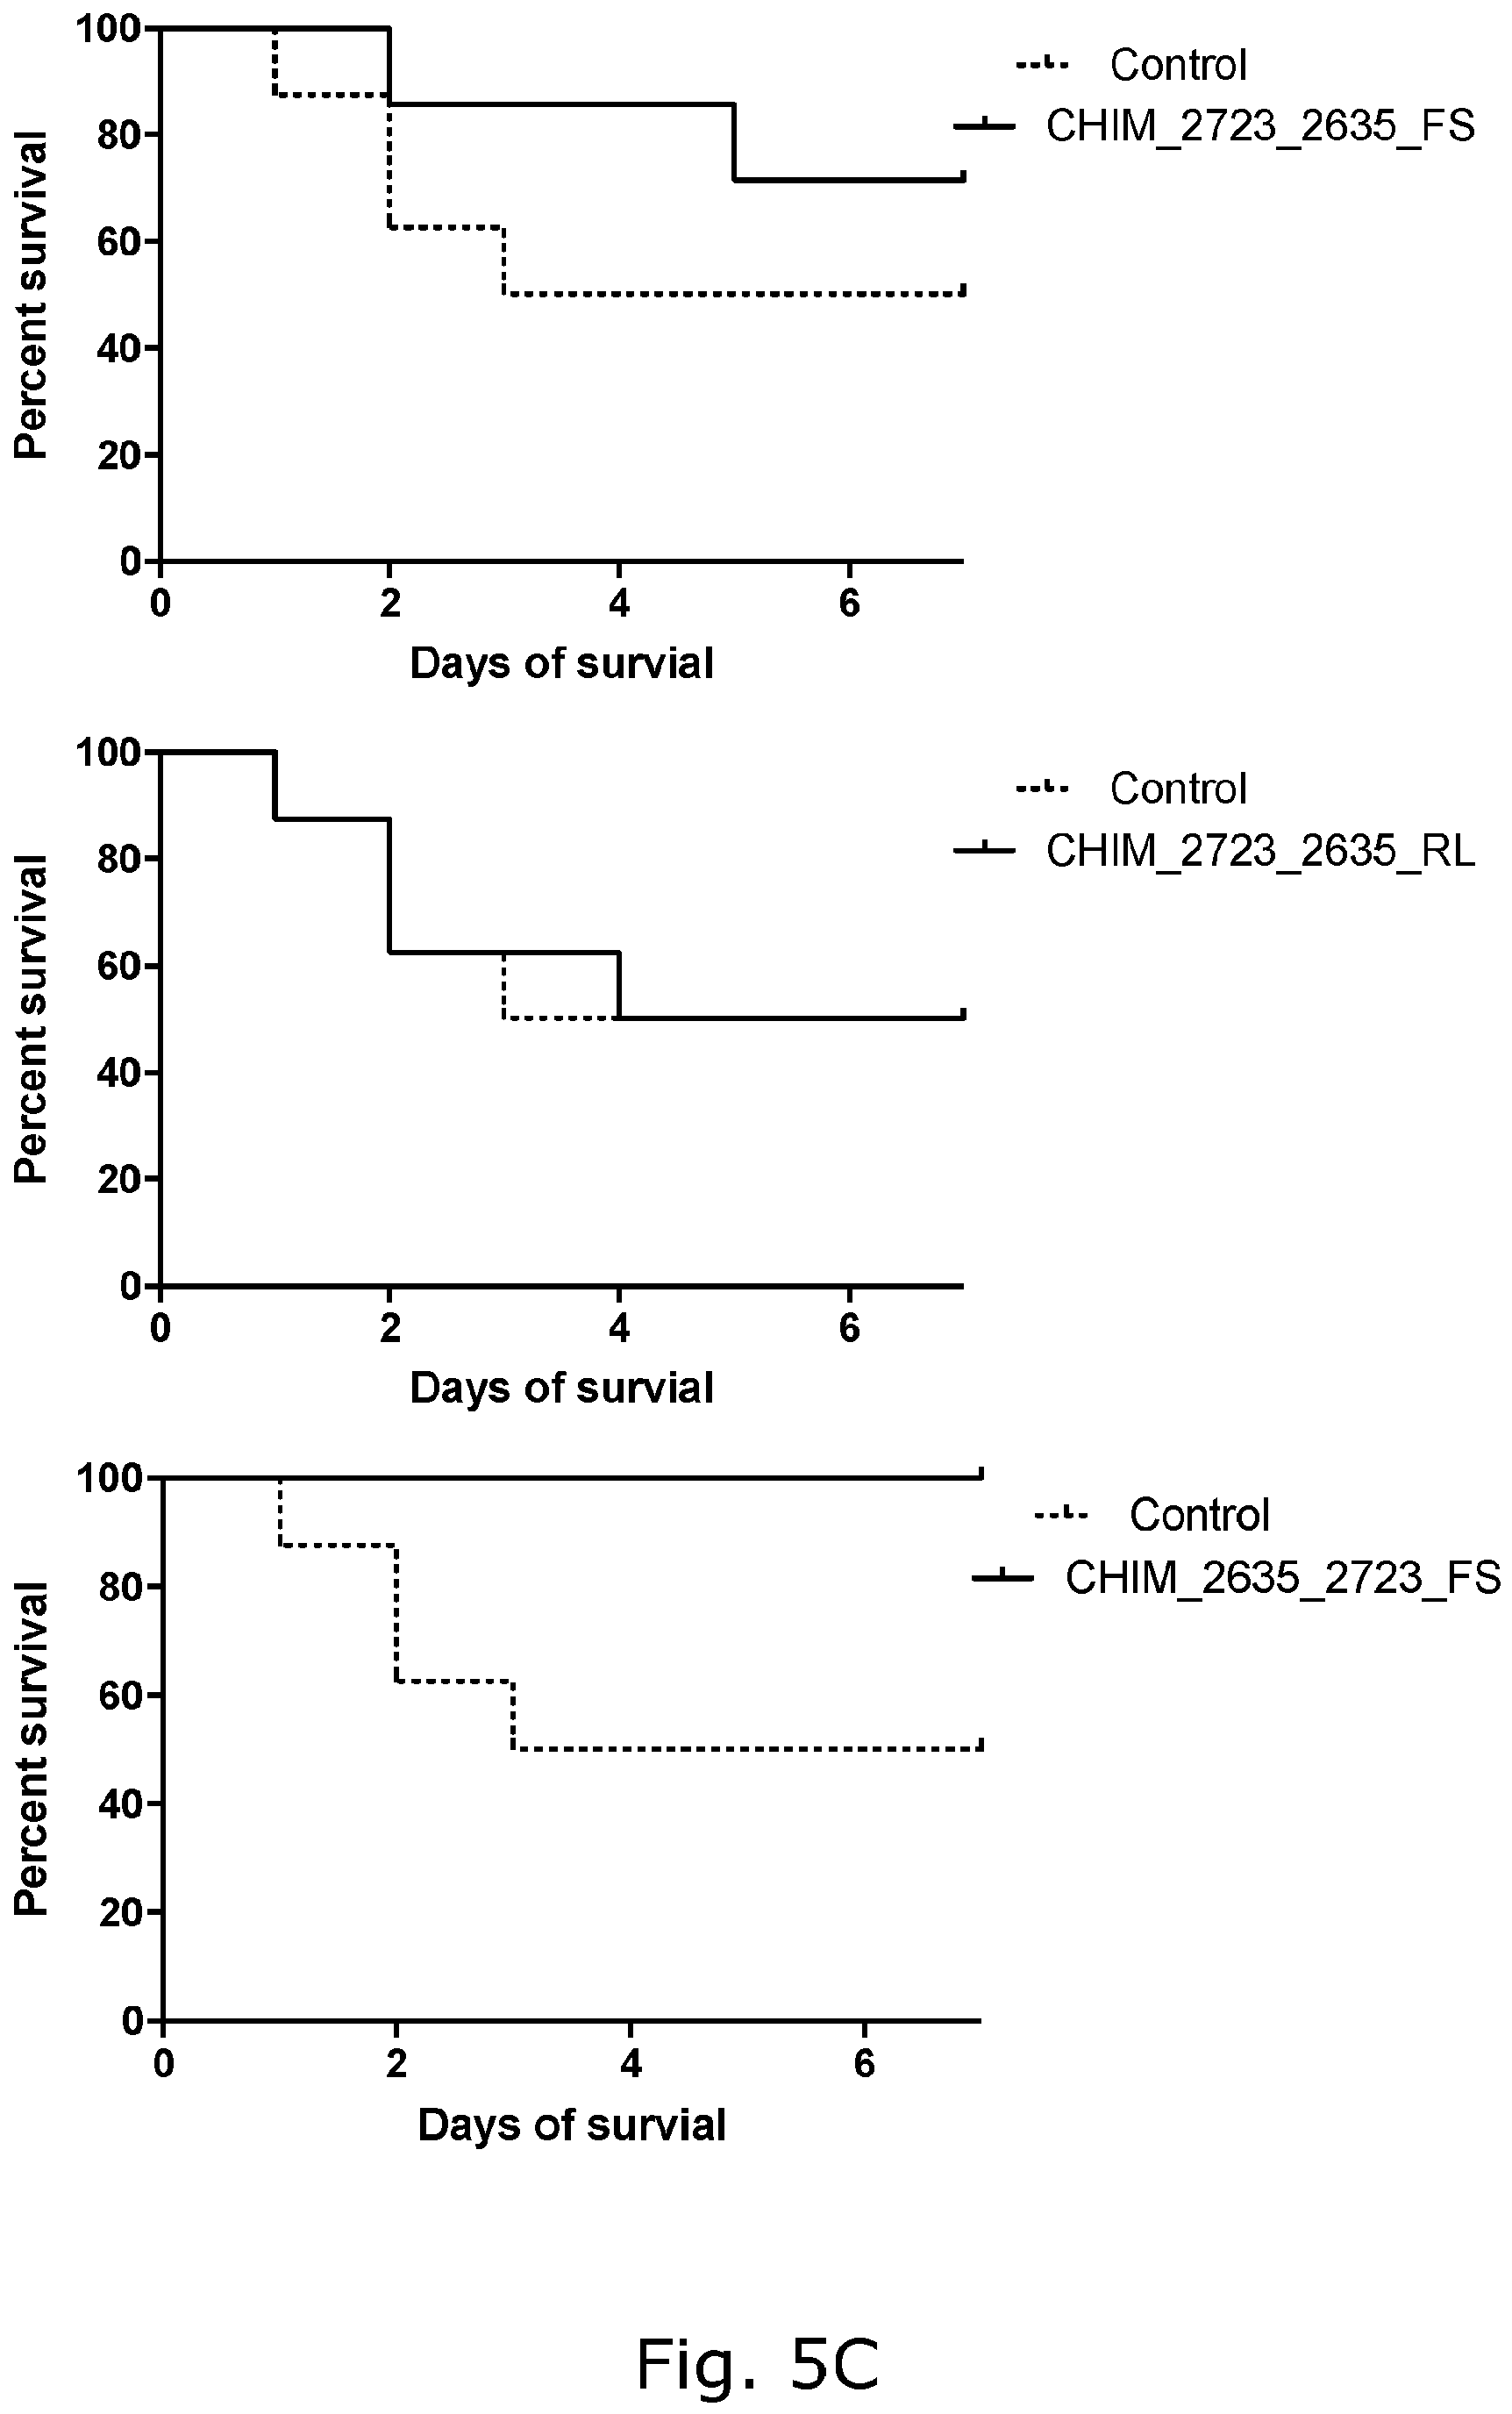 100
80
60
40
20
0
Percent survival
0 2 4 6
Days of survial
Control
CHIM_2723_2635_FS
100
80
60
40
20
0
Percent survival
0 2 4 6
Days of survial
Control
CHIM_2723_2635_RL
100
80
60
40
20
0
Percent survival
0 2 4 6
Days of survial
Control
CHIM_2635_2723_FS
Fig. 5C